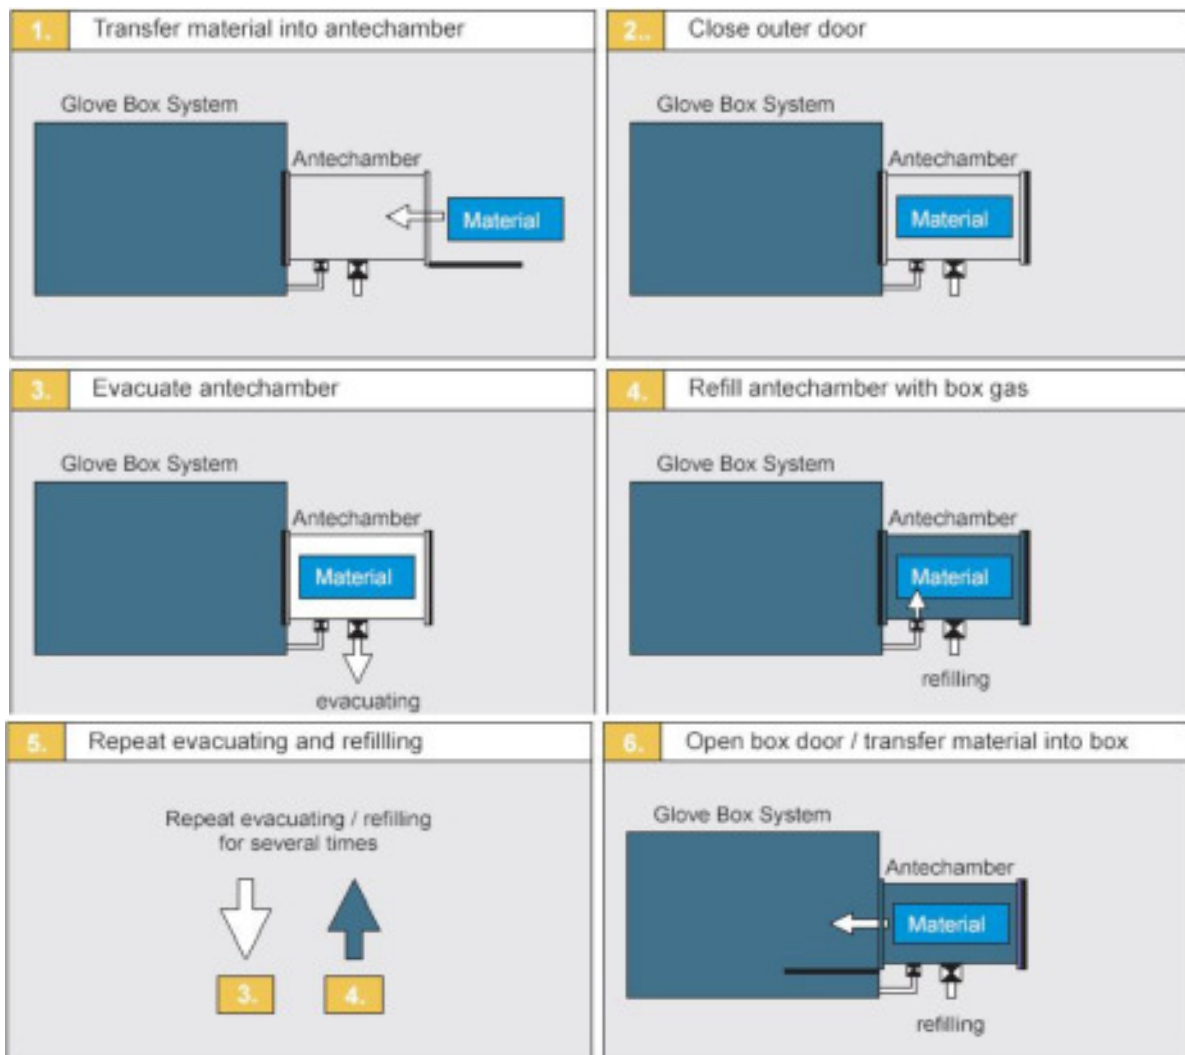 1. Transfer material into antechamber
Glove Box System
Antechamber
Material
2.. Close outer door
Glove Box System
Antechamber
Material
3. Evacuate antechamber
Glove Box System
Antechamber
Material
evacuating
4. Refill antechamber with box gas
Glove Box System
Antechamber
Material
refilling
5. Repeat evacuating and refillling
Repeat evacuating / refilling
for several times
3. 4.
6. Open box door / transfer material into box
Glove Box System
Antechamber
Material
refilling